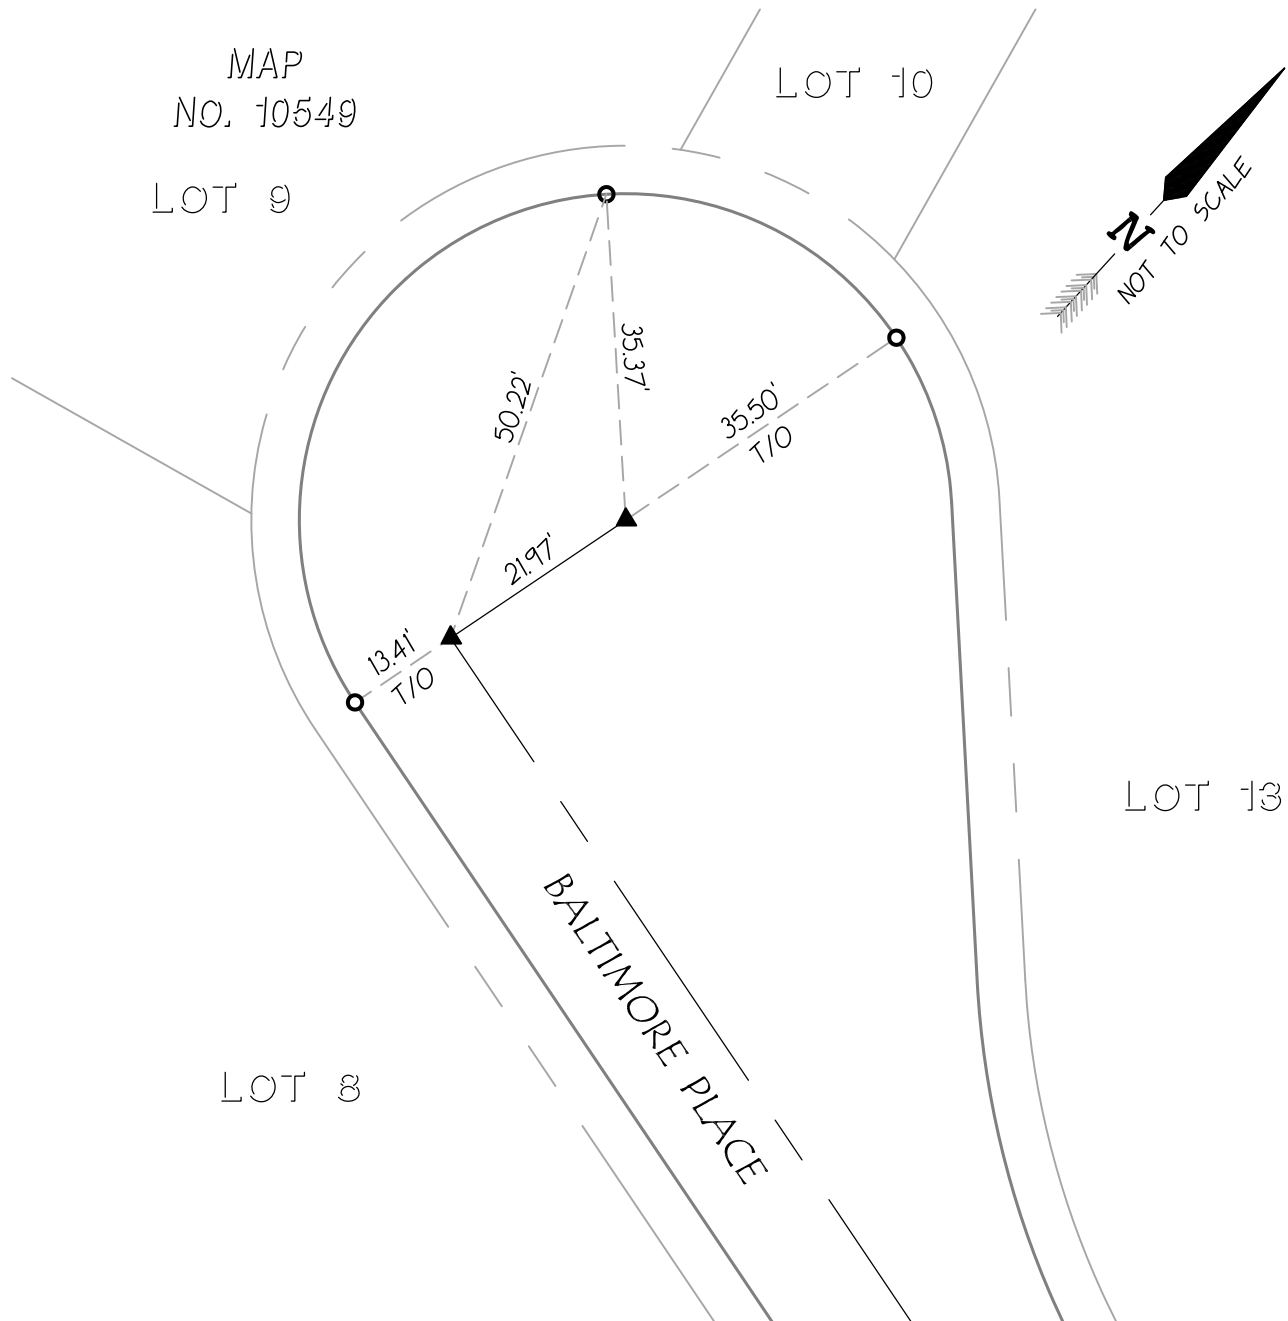 MAP
NO. 10549
LOT 10
LOT 9
N
NOT TO SCALE
35.37'
50.22'
35.50'
T/O
21.97'
13.41'
T/O
LOT 13
BALTIMORE PLACE
LOT 8